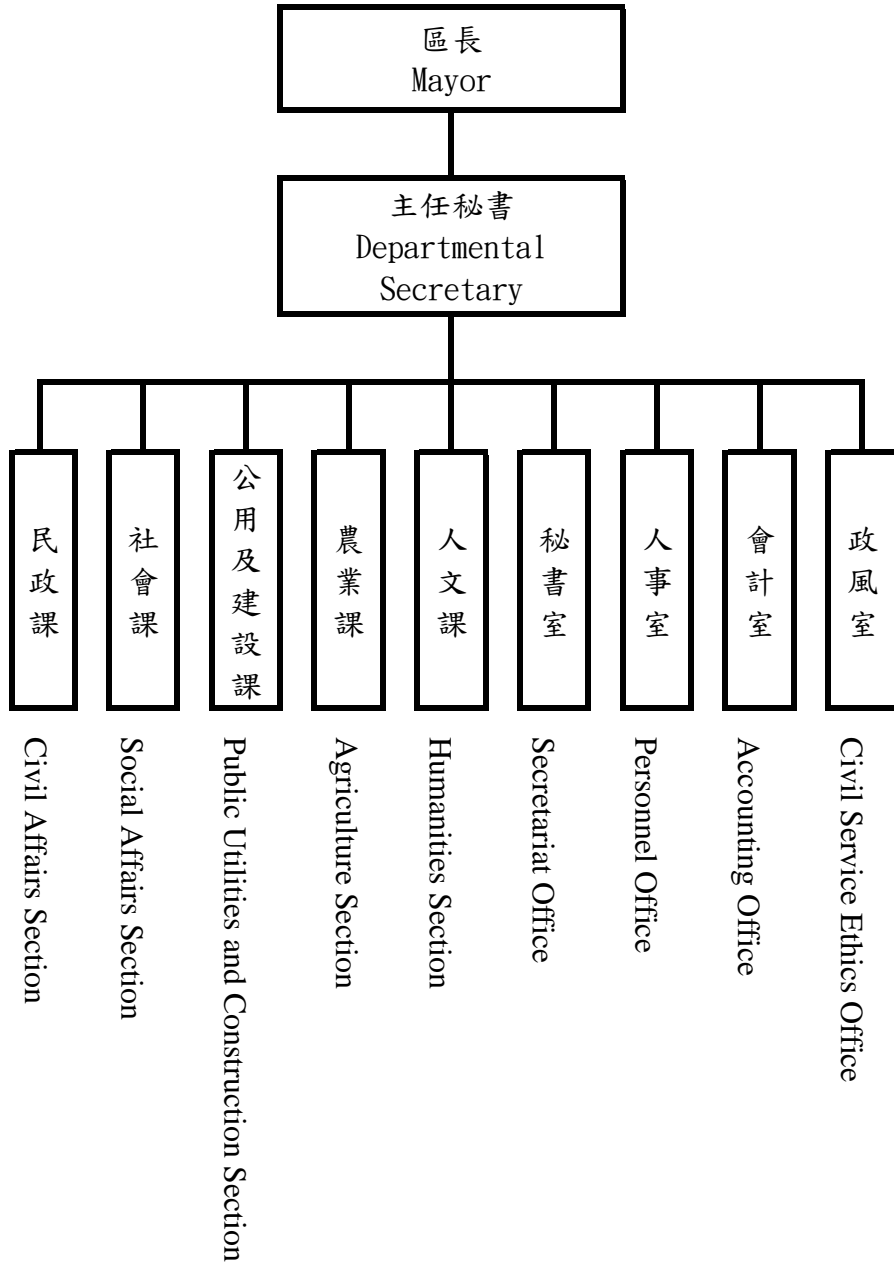 區長
Mayor
主任秘書
Departmental
Secretary
民政課
社會課
公用及建設課
農業課
人文課
秘書室
人事室
會計室
政風室
Civil Affairs Section
Social Affairs Section
Public Utilities and Construction Section
Agriculture Section
Humanities Section
Secretariat Office
Personnel Office
Accounting Office
Civil Service Ethics Office